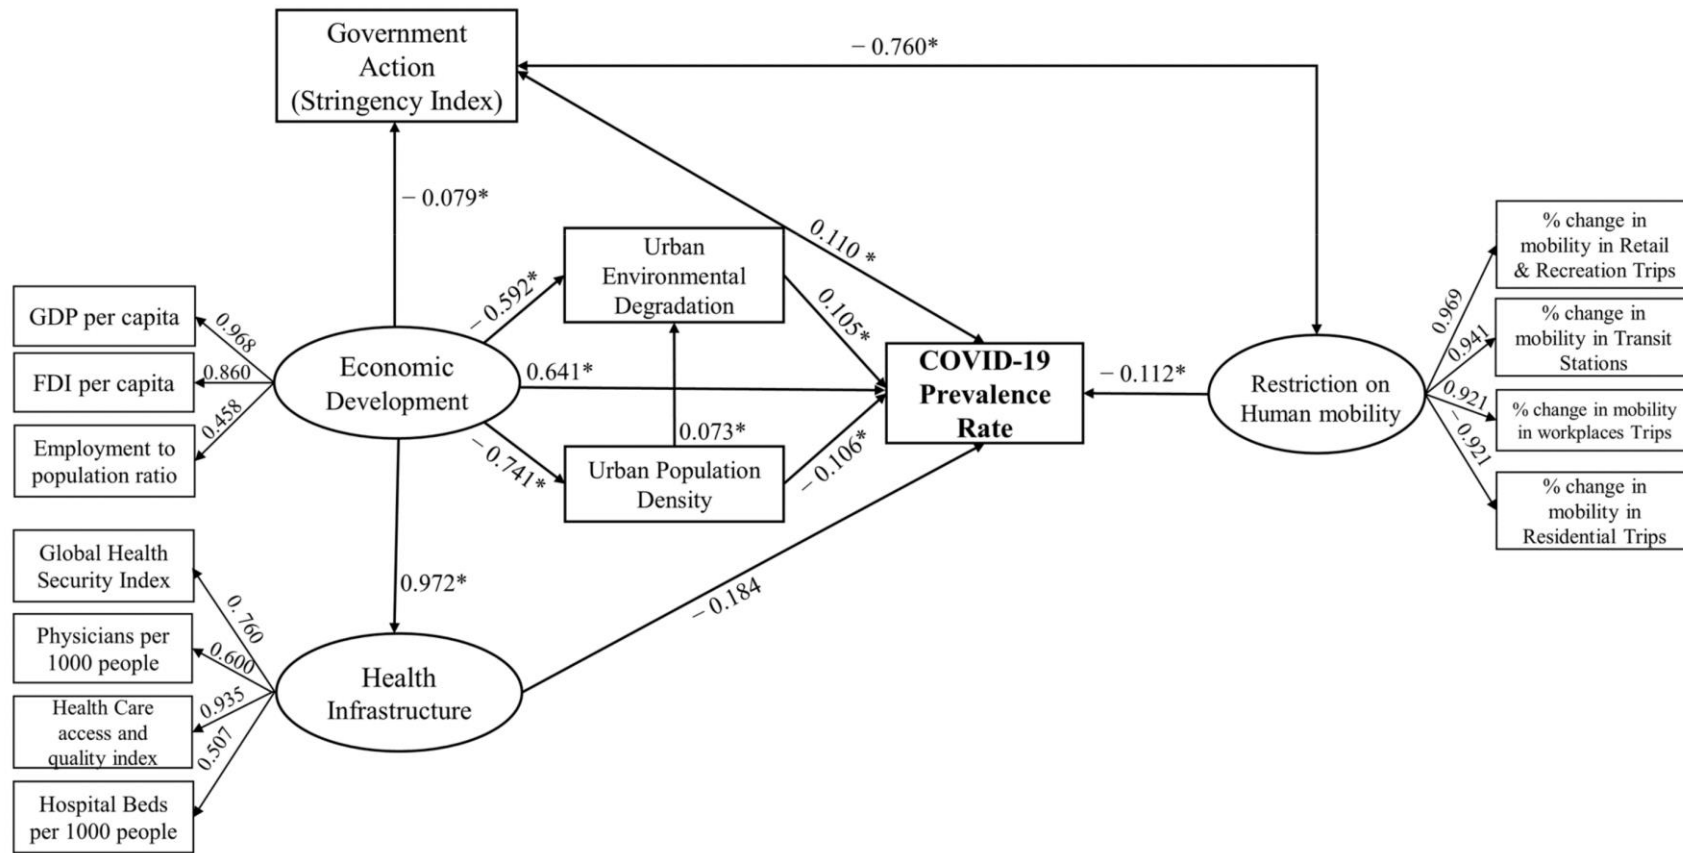 Government
Action
(Stringency Index)
− 0.760*
− 0.079*
0.110 *
Urban
Environmental
Degradation
− 0.592*
0.105*
GDP per capita
FDI per capita
Employment to
population ratio
0.968
0.860
0.458
Economic
Development
0.641*
− 0.741*
0.073*
Urban Population
Density
− 0.106*
COVID-19
Prevalence
Rate
− 0.112*
Restriction on
Human mobility
0.969
0.941
0.921
− 0.921
% change in
mobility in Retail
& Recreation Trips
% change in
mobility in Transit
Stations
% change in mobility
in workplaces Trips
% change in
mobility in
Residential Trips
0.972*
− 0.184
Global Health
Security Index
Physicians per
1000 people
Health Care
access and
quality index
Hospital Beds
per 1000 people
0. 760
0.600
0.935
0.507
Health
Infrastructure